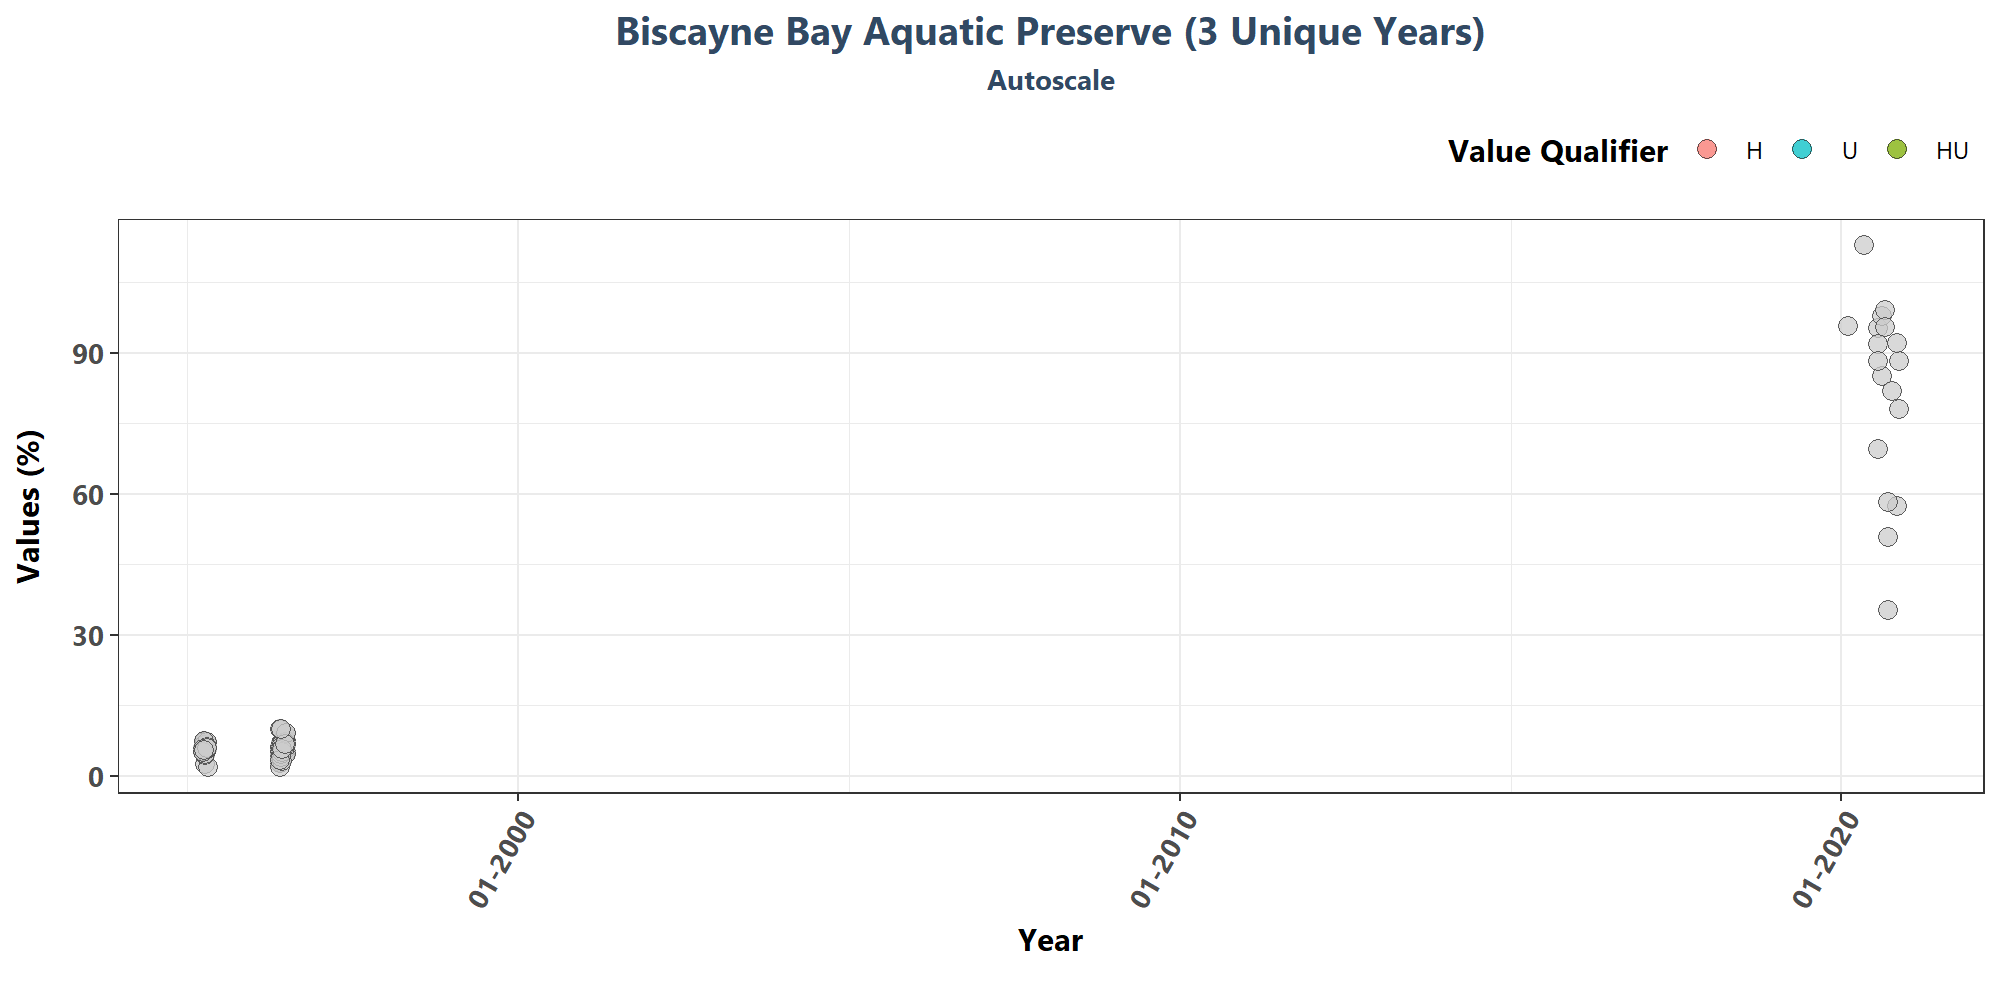 Biscayne Bay Aquatic Preserve (3 Unique Years)
Autoscale
Value Qualifier H U HU
Values (%)
90
60
30
0
01-2000 01-2010 01-2020
Year